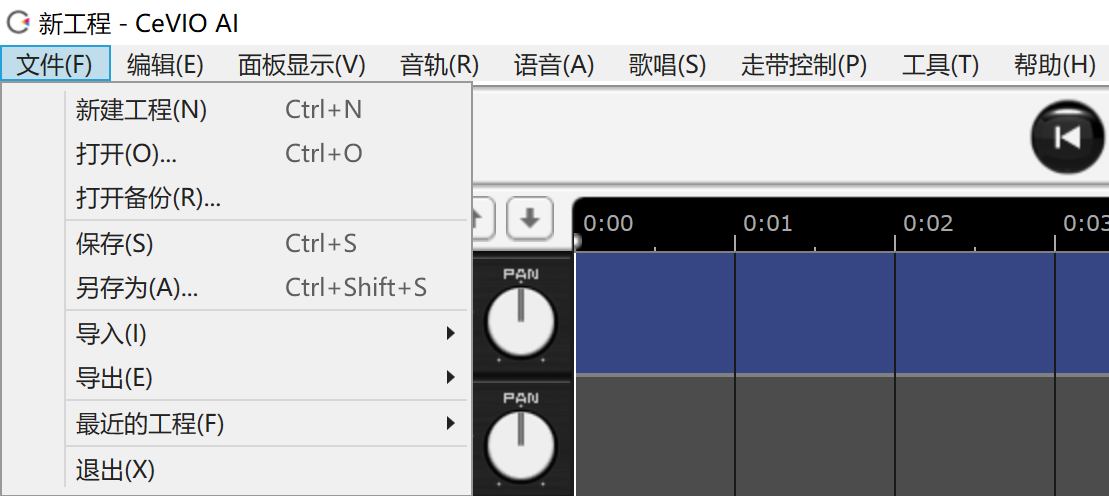 新工程 - CeVIO AI
文件(F) 编辑(E) 面板显示(V) 音轨(R) 语音(A) 歌唱(S) 走带控制(P) 工具(T) 帮助(H)
新建工程(N) Ctrl+N
打开(O)... Ctrl+O
打开备份(R)...
保存(S) Ctrl+S
另存为(A)... Ctrl+Shift+S
导入(I)
导出(E)
最近的工程(F)
退出(X)
0:00 0:01 0:02 0:03
PAN
PAN